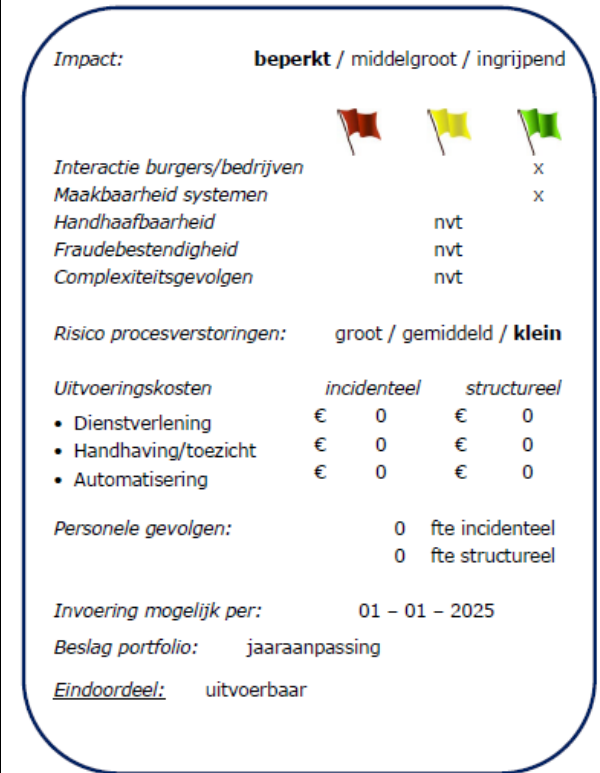 Impact: beperkt / middelgroot / ingrijpend
Interactie burgers/bedrijven x
Maakbaarheid systemen x
Handhaafbaarheid nvt
Fraudebestendigheid nvt
Complexiteitsgevolgen nvt
Risico procesverstoringen: groot / gemiddeld / klein
Uitvoeringskosten incidenteel structureel
• Dienstverlening € 0 € 0
• Handhaving/toezicht € 0 € 0
• Automatisering € 0 € 0
Personele gevolgen: 0 fte incidenteel
0 fte structureel
Invoering mogelijk per: 01 – 01 – 2025
Beslag portfolio: jaaraanpassing
Eindoordeel: uitvoerbaar